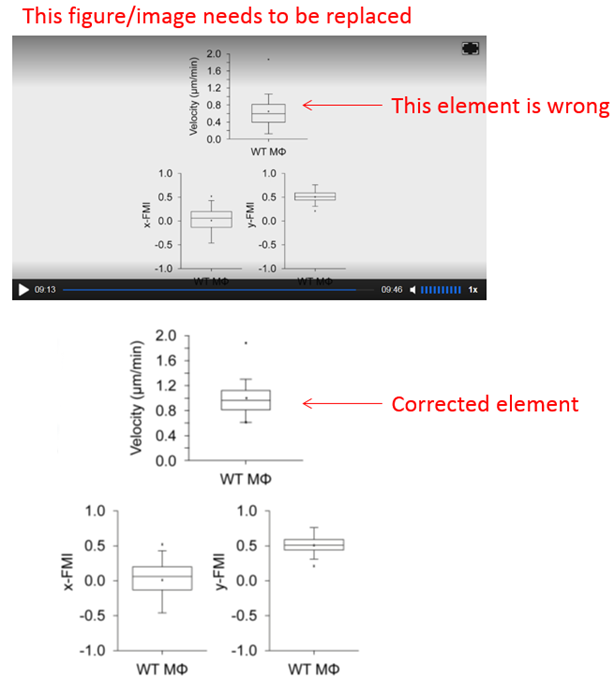 This figure/image needs to be replaced
2.0
1.6
1.2
0.8
0.4
0.0
Velocity (µm/min)
WT MΦ
This element is wrong
1.0
0.5
0.0
-0.5
-1.0
x-FMI
WT MΦ
1.0
0.5
0.0
-0.5
-1.0
y-FMI
WT MΦ
09:13
09:46
1x
2.0
1.6
1.2
0.8
0.4
0.0
Velocity (µm/min)
WT MΦ
Corrected element
1.0
0.5
0.0
-0.5
-1.0
x-FMI
WT MΦ
1.0
0.5
0.0
-0.5
-1.0
y-FMI
WT MΦ